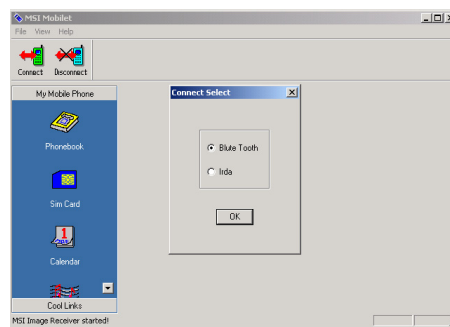 MSI Mobilet
File View Help
Connect Disconnect
My Mobile Phone
Phonebook
Sim Card
Calendar
Cool Links
Connect Select
Blute Tooth
Irda
OK
MSI Image Receiver started!